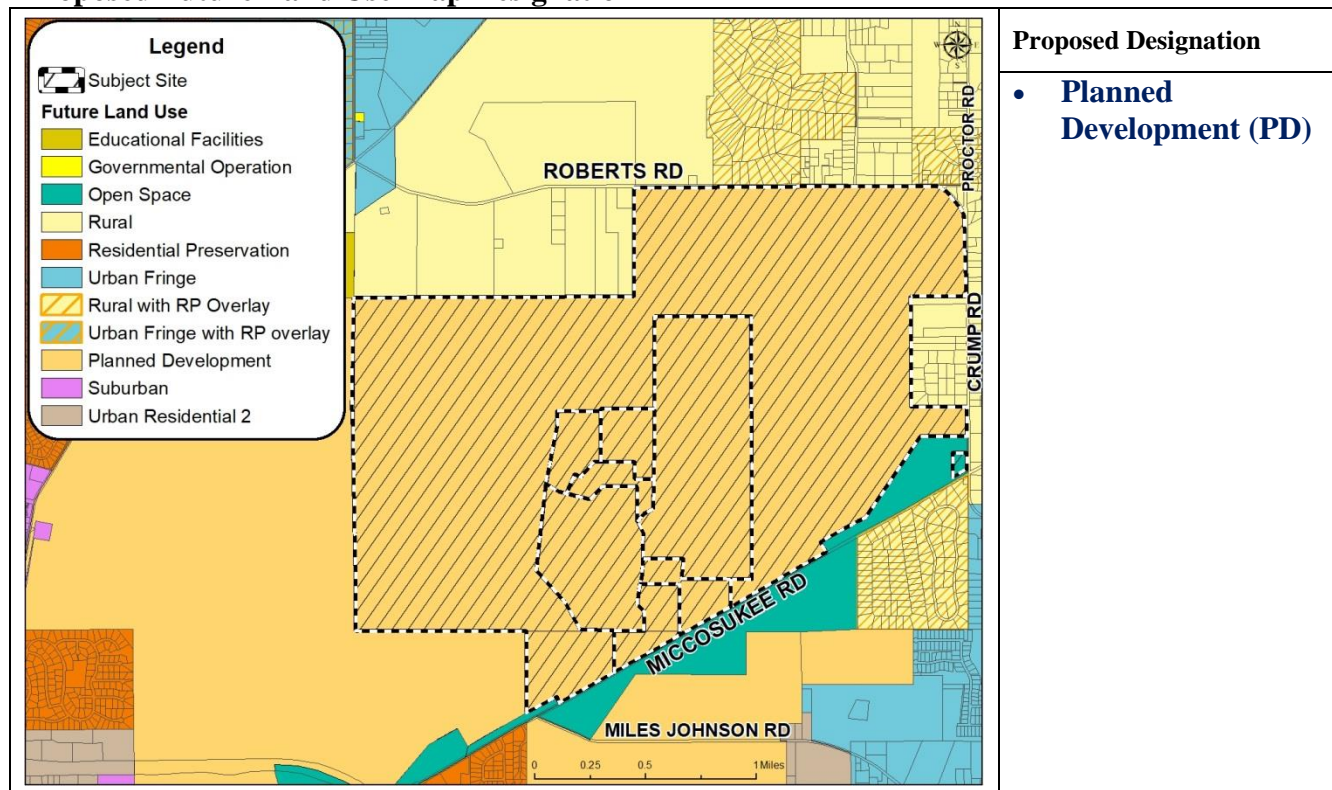 Legend
Subject Site
Future Land Use
Educational Facilities
Governmental Operation
Open Space
Rural
Residential Preservation
Urban Fringe
Rural with RP Overlay
Urban Fringe with RP overlay
Planned Development
Suburban
Urban Residential 2
N
W
E
S
ROBERTS RD
PROCTOR RD
CRUMP RD
MICCOSUKEE RD
MILES JOHNSON RD
0 0.25 0.5 1 Miles
Proposed Designation
• Planned
Development (PD)